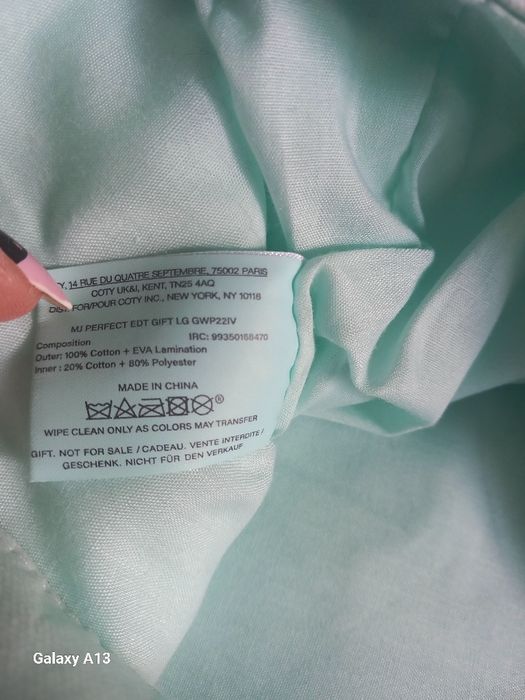 Y, 14 RUE DU QUATRE SEPTEMBRE, 75002 PARIS
COTY UK&I, KENT, TN25 4AQ
DIST. FOR/POUR COTY INC., NEW YORK, NY 10118
MJ PERFECT EDT GIFT LG GWP22IV
Composition IRC: 99350168470
Outer: 100% Cotton + EVA Lamination
Inner : 20% Cotton + 80% Polyester
MADE IN CHINA
®
WIPE CLEAN ONLY AS COLORS MAY TRANSFER
GIFT. NOT FOR SALE / CADEAU. VENTE INTERDITE /
GESCHENK. NICHT FÜR DEN VERKAUF
Galaxy A13